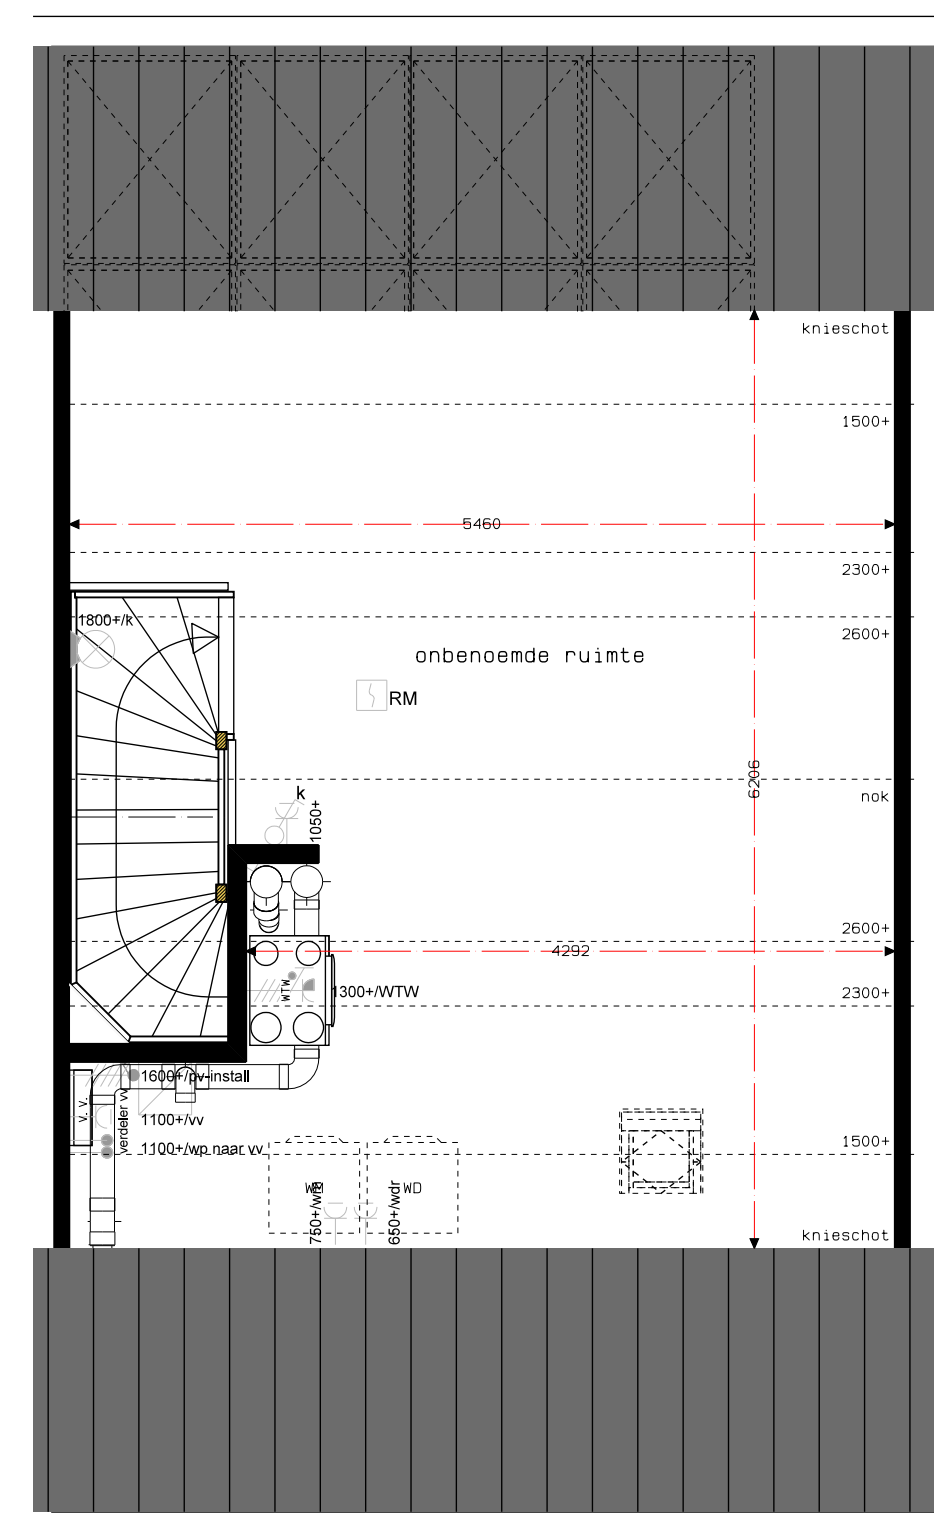 knieschot
1500+
5460
2300+
1800+/k
2600+
onbenoemde ruimte
RM
6206
nok
k
1050+
2600+
4292
WTW
1300+/WTW
2300+
1600+/pv-install
v.v.
verdeler vv
1100+/vv
1100+/wp naar vv
1500+
WM
WD
750+/wm
650+/wdr
knieschot